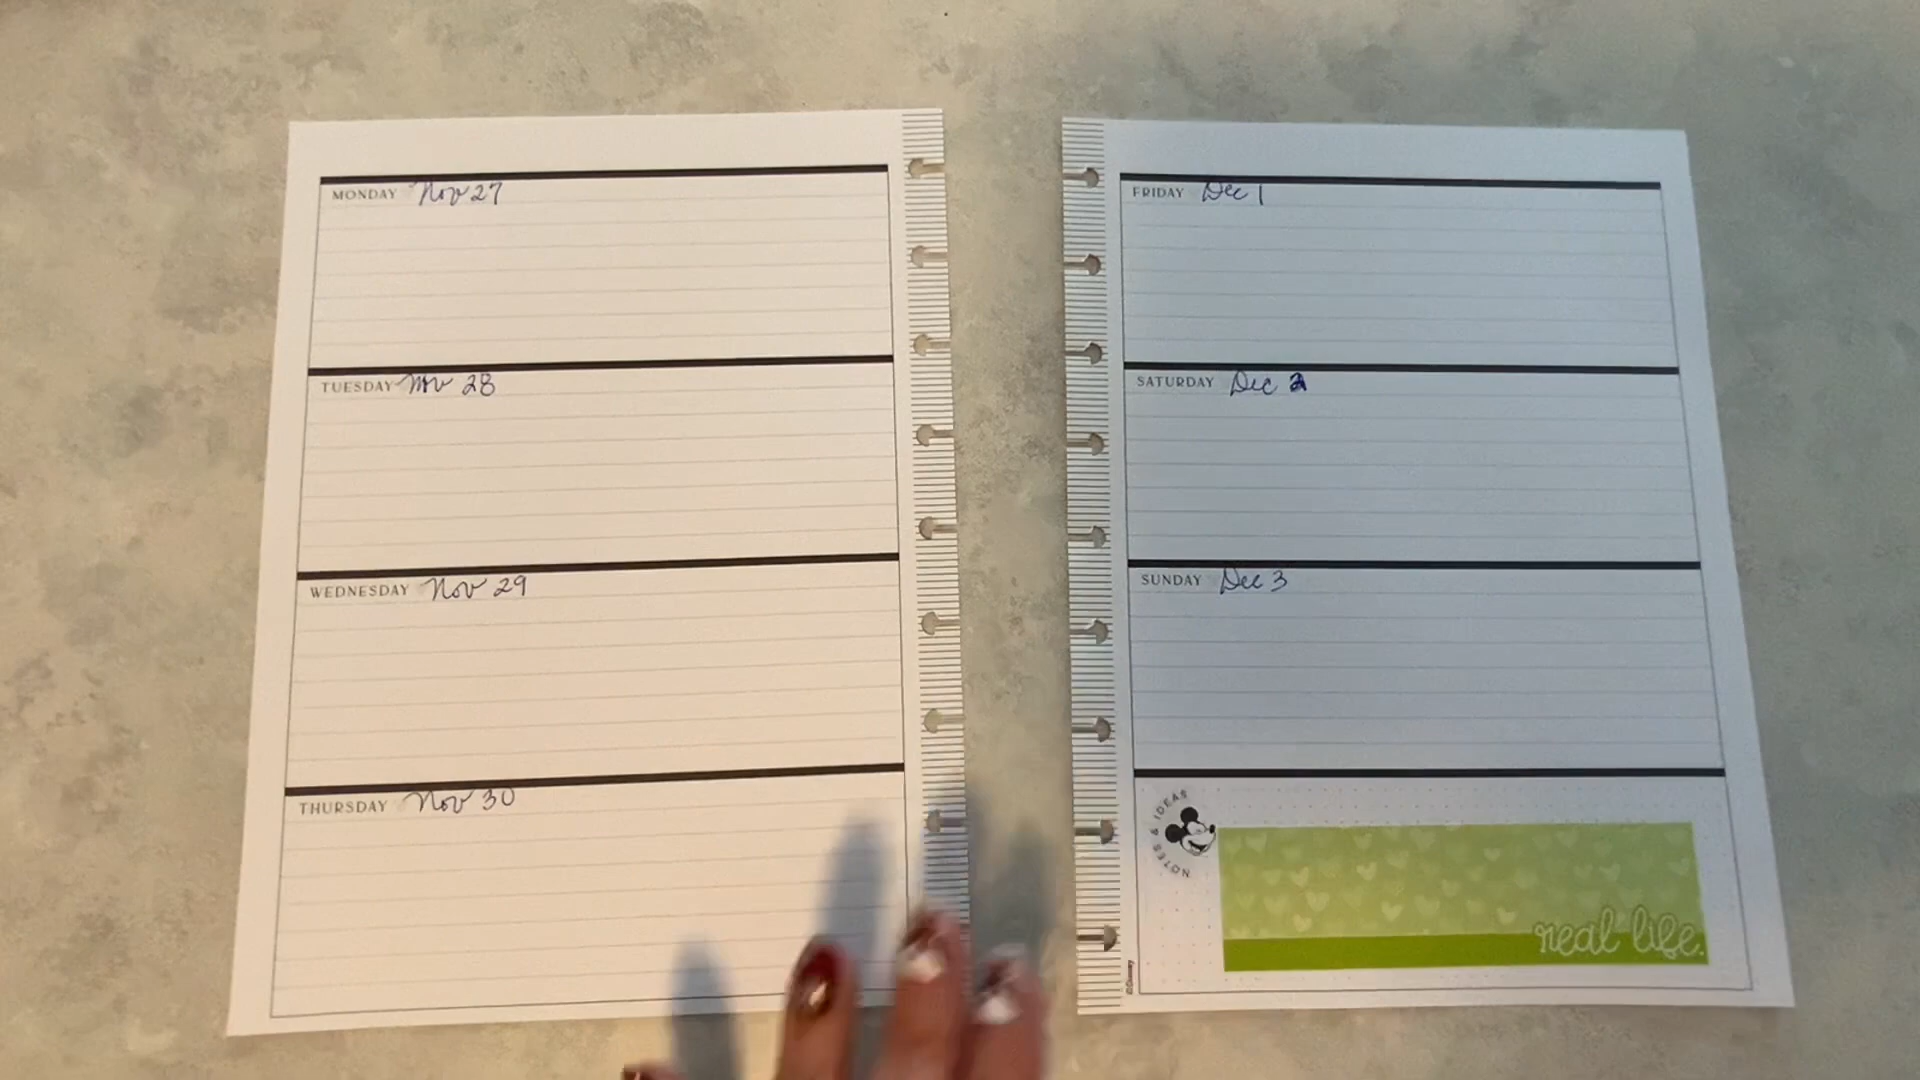 MONDAY Nov 27
TUESDAY Nov 28
WEDNESDAY Nov 29
THURSDAY Nov 30
FRIDAY Dec 1
SATURDAY Dec 2
SUNDAY Dec 3
NOTES & IDEAS
real life.
©Disney